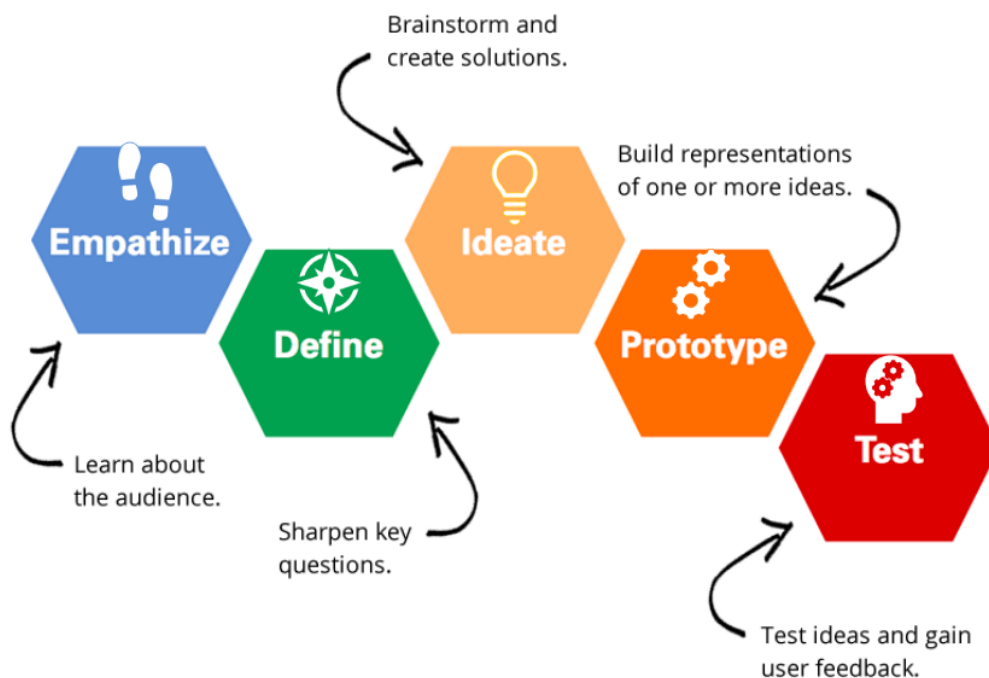 Brainstorm and
create solutions.
Build representations
of one or more ideas.
Empathize
Ideate
Define
Prototype
Test
Learn about
the audience.
Sharpen key
questions.
Test ideas and gain
user feedback.